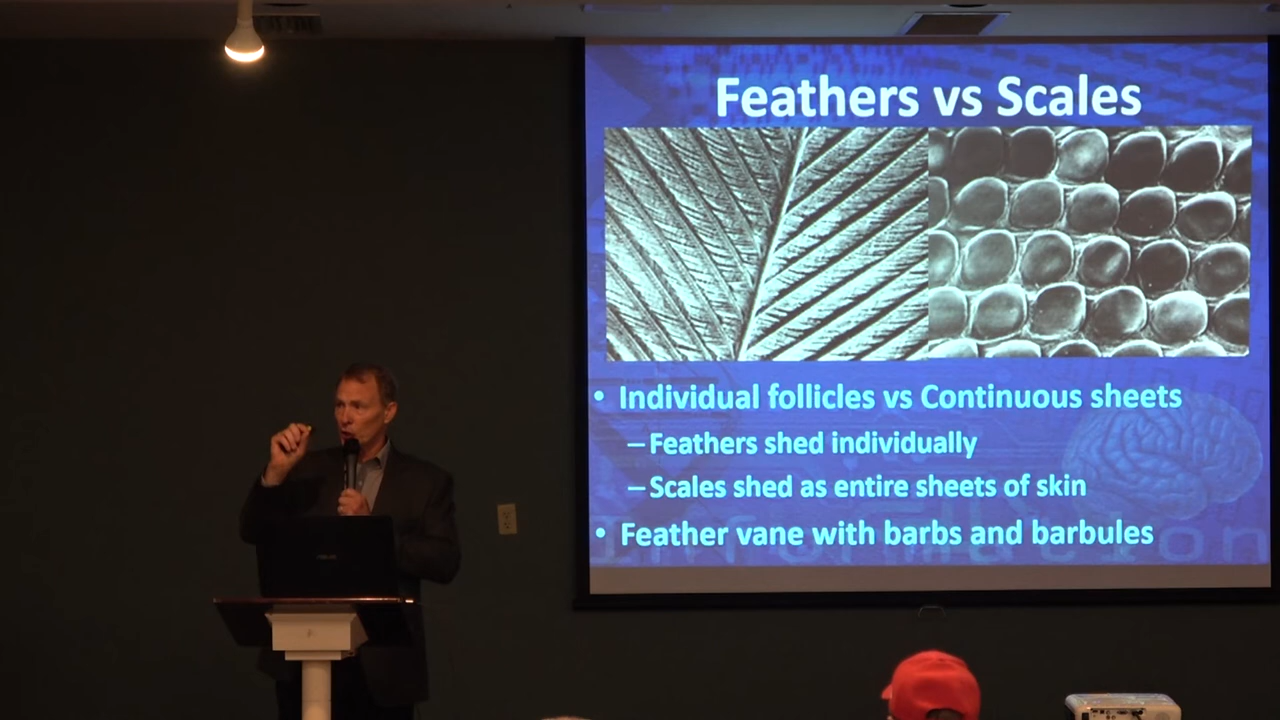 Feathers vs Scales
• Individual follicles vs Continuous sheets
– Feathers shed individually
– Scales shed as entire sheets of skin
• Feather vane with barbs and barbules